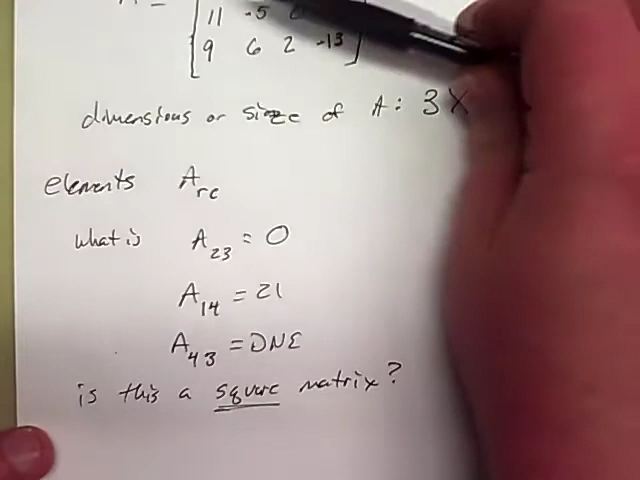 11 -5 0
9 6 2 -13
dimensions or size of A: 3 X
elements A rc
what is A 23 = 0
A 14 = 21
A 43 = DNE
is this a square matrix?